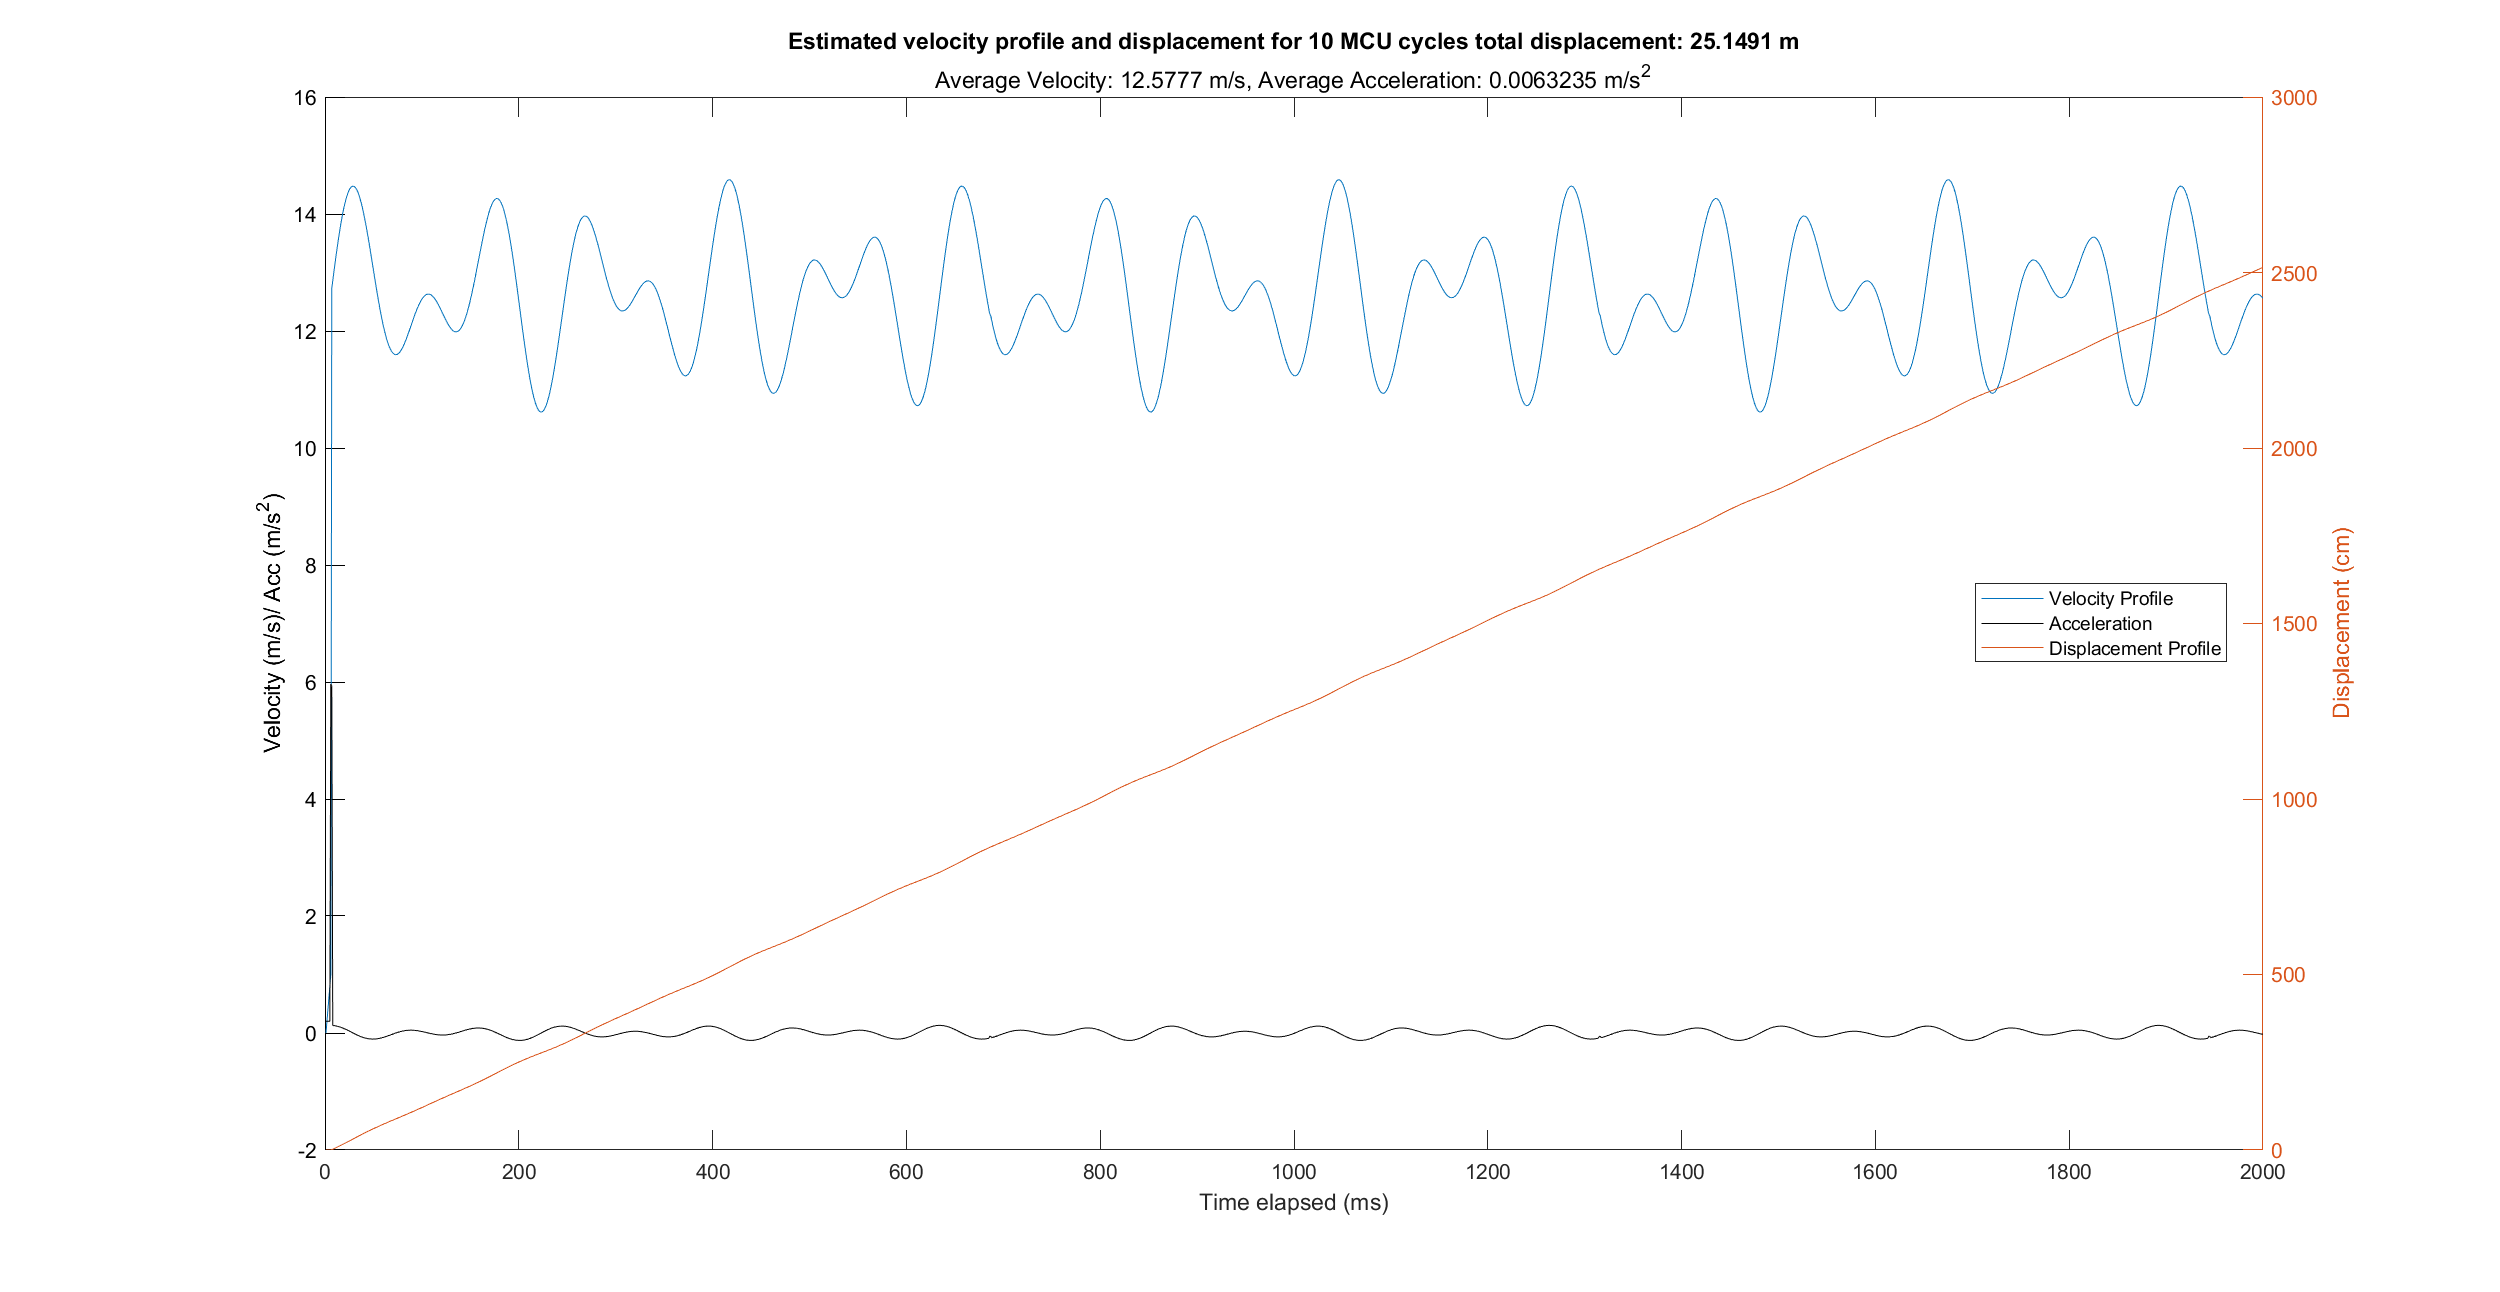 Estimated velocity profile and displacement for 10 MCU cycles total displacement: 25.1491 m
Average Velocity: 12.5777 m/s, Average Acceleration: 0.0063235 m/s²
16
14
12
10
8
6
4
2
0
-2
Velocity (m/s)/ Acc (m/s²)
3000
2500
2000
1500
1000
500
0
Displacement (cm)
Velocity Profile
Acceleration
Displacement Profile
0 200 400 600 800 1000 1200 1400 1600 1800 2000
Time elapsed (ms)